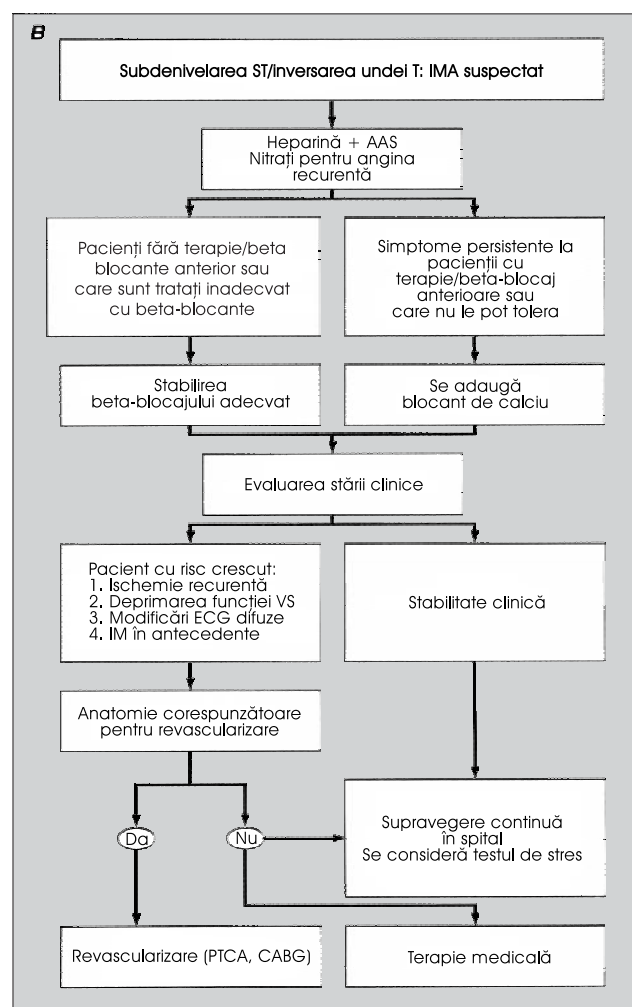 B
Subdenivelarea ST/inversarea undei T: IMA suspectat
Heparină + AAS
Nitrați pentru angina
recurentă
Pacienți fără terapie/beta
blocante anterior sau
care sunt tratați inadecvat
cu beta-blocante
Simptome persistente la
pacienții cu
terapie/beta-blocaj
anterioare sau
care nu le pot tolera
Stabilirea
beta-blocajului adecvat
Se adaugă
blocant de calciu
Evaluarea stării clinice
Pacient cu risc crescut:
1. Ischemie recurentă
2. Deprimarea funcției VS
3. Modificări ECG difuze
4. IM în antecedente
Stabilitate clinică
Anatomie corespunzătoare
pentru revascularizare
Da
Nu
Supravegere continuă
în spital
Se consideră testul de stres
Revascularizare (PTCA, CABG)
Terapie medicală